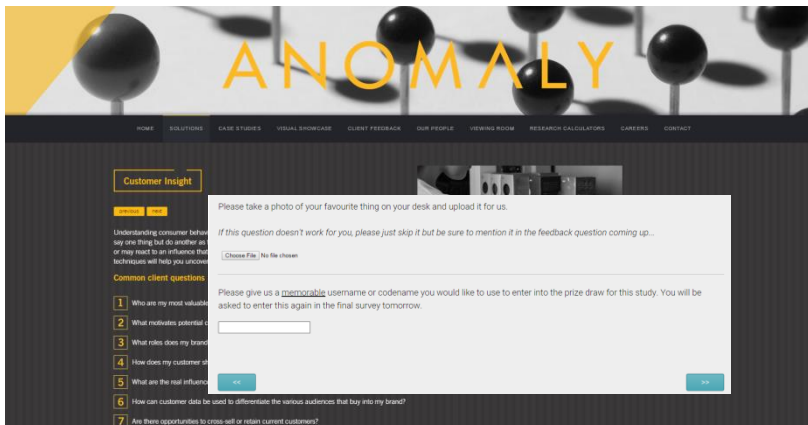 ANOMALY
HOME SOLUTIONS CASE STUDIES VISUAL SHOWCASE CLIENT FEEDBACK OUR PEOPLE VIEWING ROOM RESEARCH CALCULATORS CAREERS CONTACT
Customer Insight
previous next
Understanding consumer behav
say one thing but do another as
or may react to an influence that
techniques will help you uncove
Common client questions
1 Who are my most valuable
2 What motivates potential c
3 What roles does my brand
4 How does my customer sh
5 What are the real influenc
6 How can customer data be used to differentiate the various audiences that buy into my brand?
7 Are there opportunities to cross-sell or retain current customers?
Please take a photo of your favourite thing on your desk and upload it for us.
If this question doesn't work for you, please just skip it but be sure to mention it in the feedback question coming up...
Choose File No file chosen
Please give us a memorable username or codename you would like to use to enter into the prize draw for this study. You will be
asked to enter this again in the final survey tomorrow.
<< >>